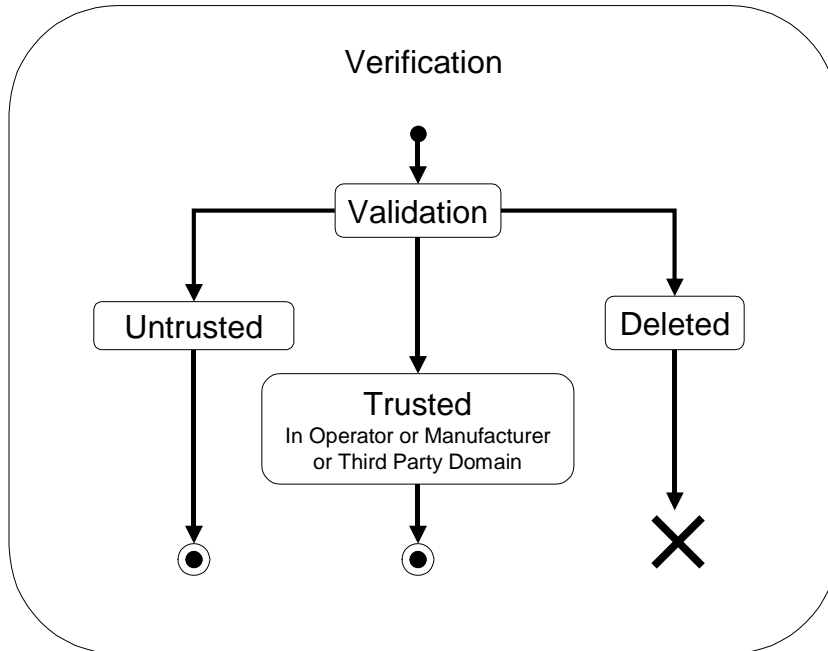 Verification
Validation
Untrusted
Deleted
Trusted
In Operator or Manufacturer
or Third Party Domain